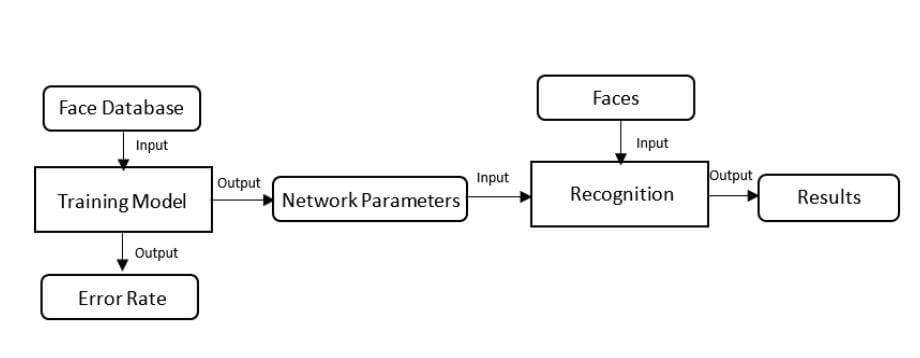 Face Database
Input
Training Model
Output
Error Rate
Output
Network Parameters
Input
Faces
Input
Recognition
Output
Results